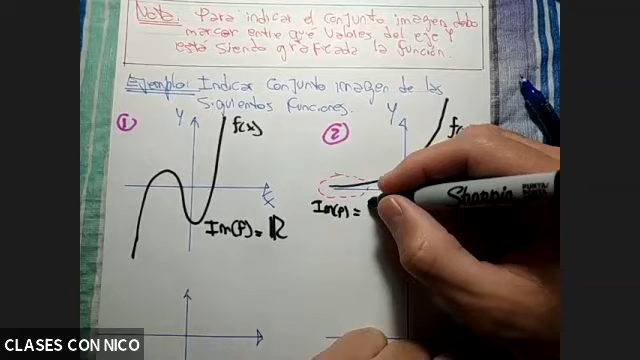 Nota: Para indicar el conjunto imagen debo
marcar entre qué valores del eje Y
está siendo graficada la función.
Ejemplo: Indicar conjunto imagen de las
siguientes funciones.
1
Y
f(x)
X
Im(f) = ℝ
2
Y
f(x
Im(f) =
Sharpie
CLASES CON NICO